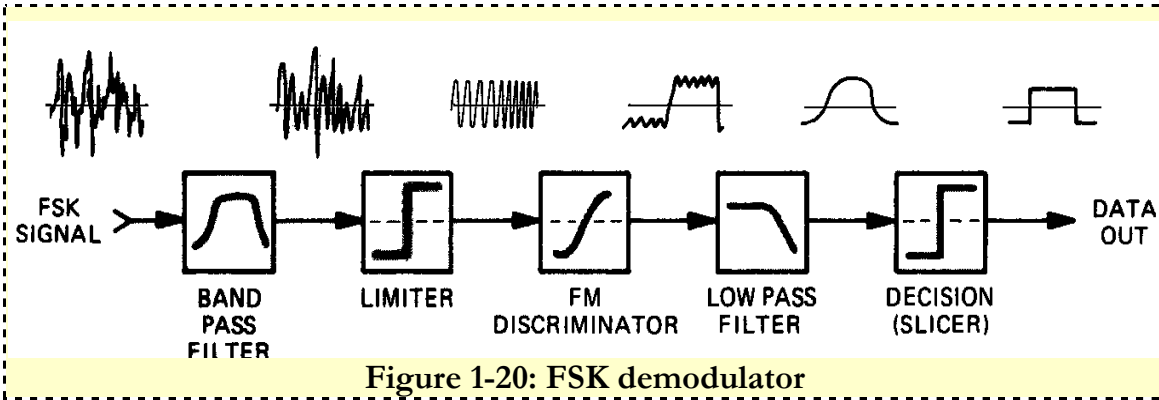 FSK
SIGNAL
BAND
PASS
FILTER
LIMITER
FM
DISCRIMINATOR
LOW PASS
FILTER
DECISION
(SLICER)
DATA
OUT
Figure 1-20: FSK demodulator